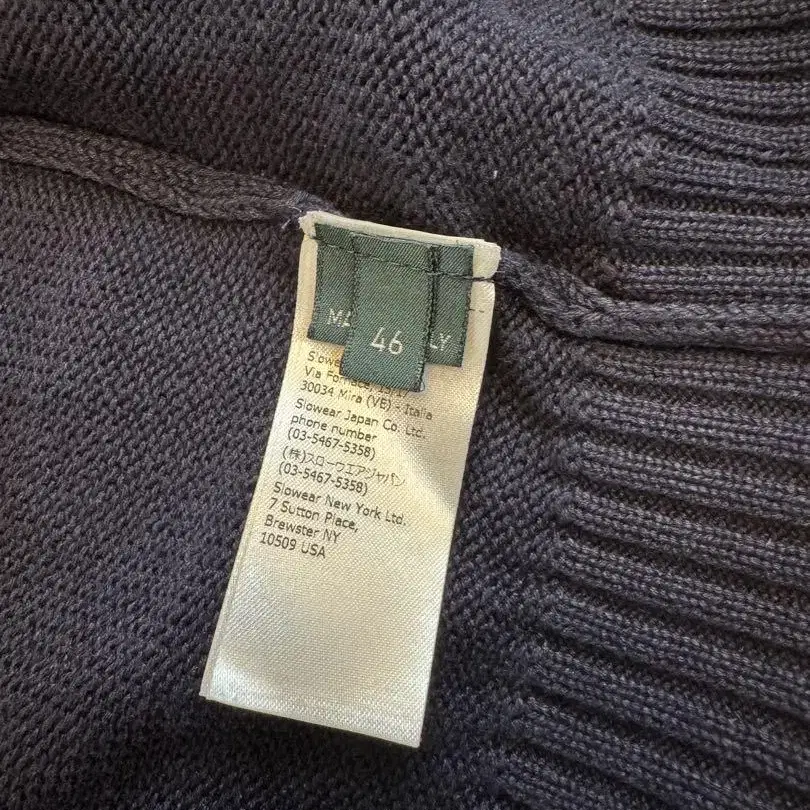 46
Via
30034 Mira (VE) - Italia
Slowear Japan Co. Ltd.
phone number
(03-5467-5358)
(株)スローウエアジャパン
(03-5467-5358)
Slowear New York Ltd.
7 Sutton Place,
Brewster NY
10509 USA